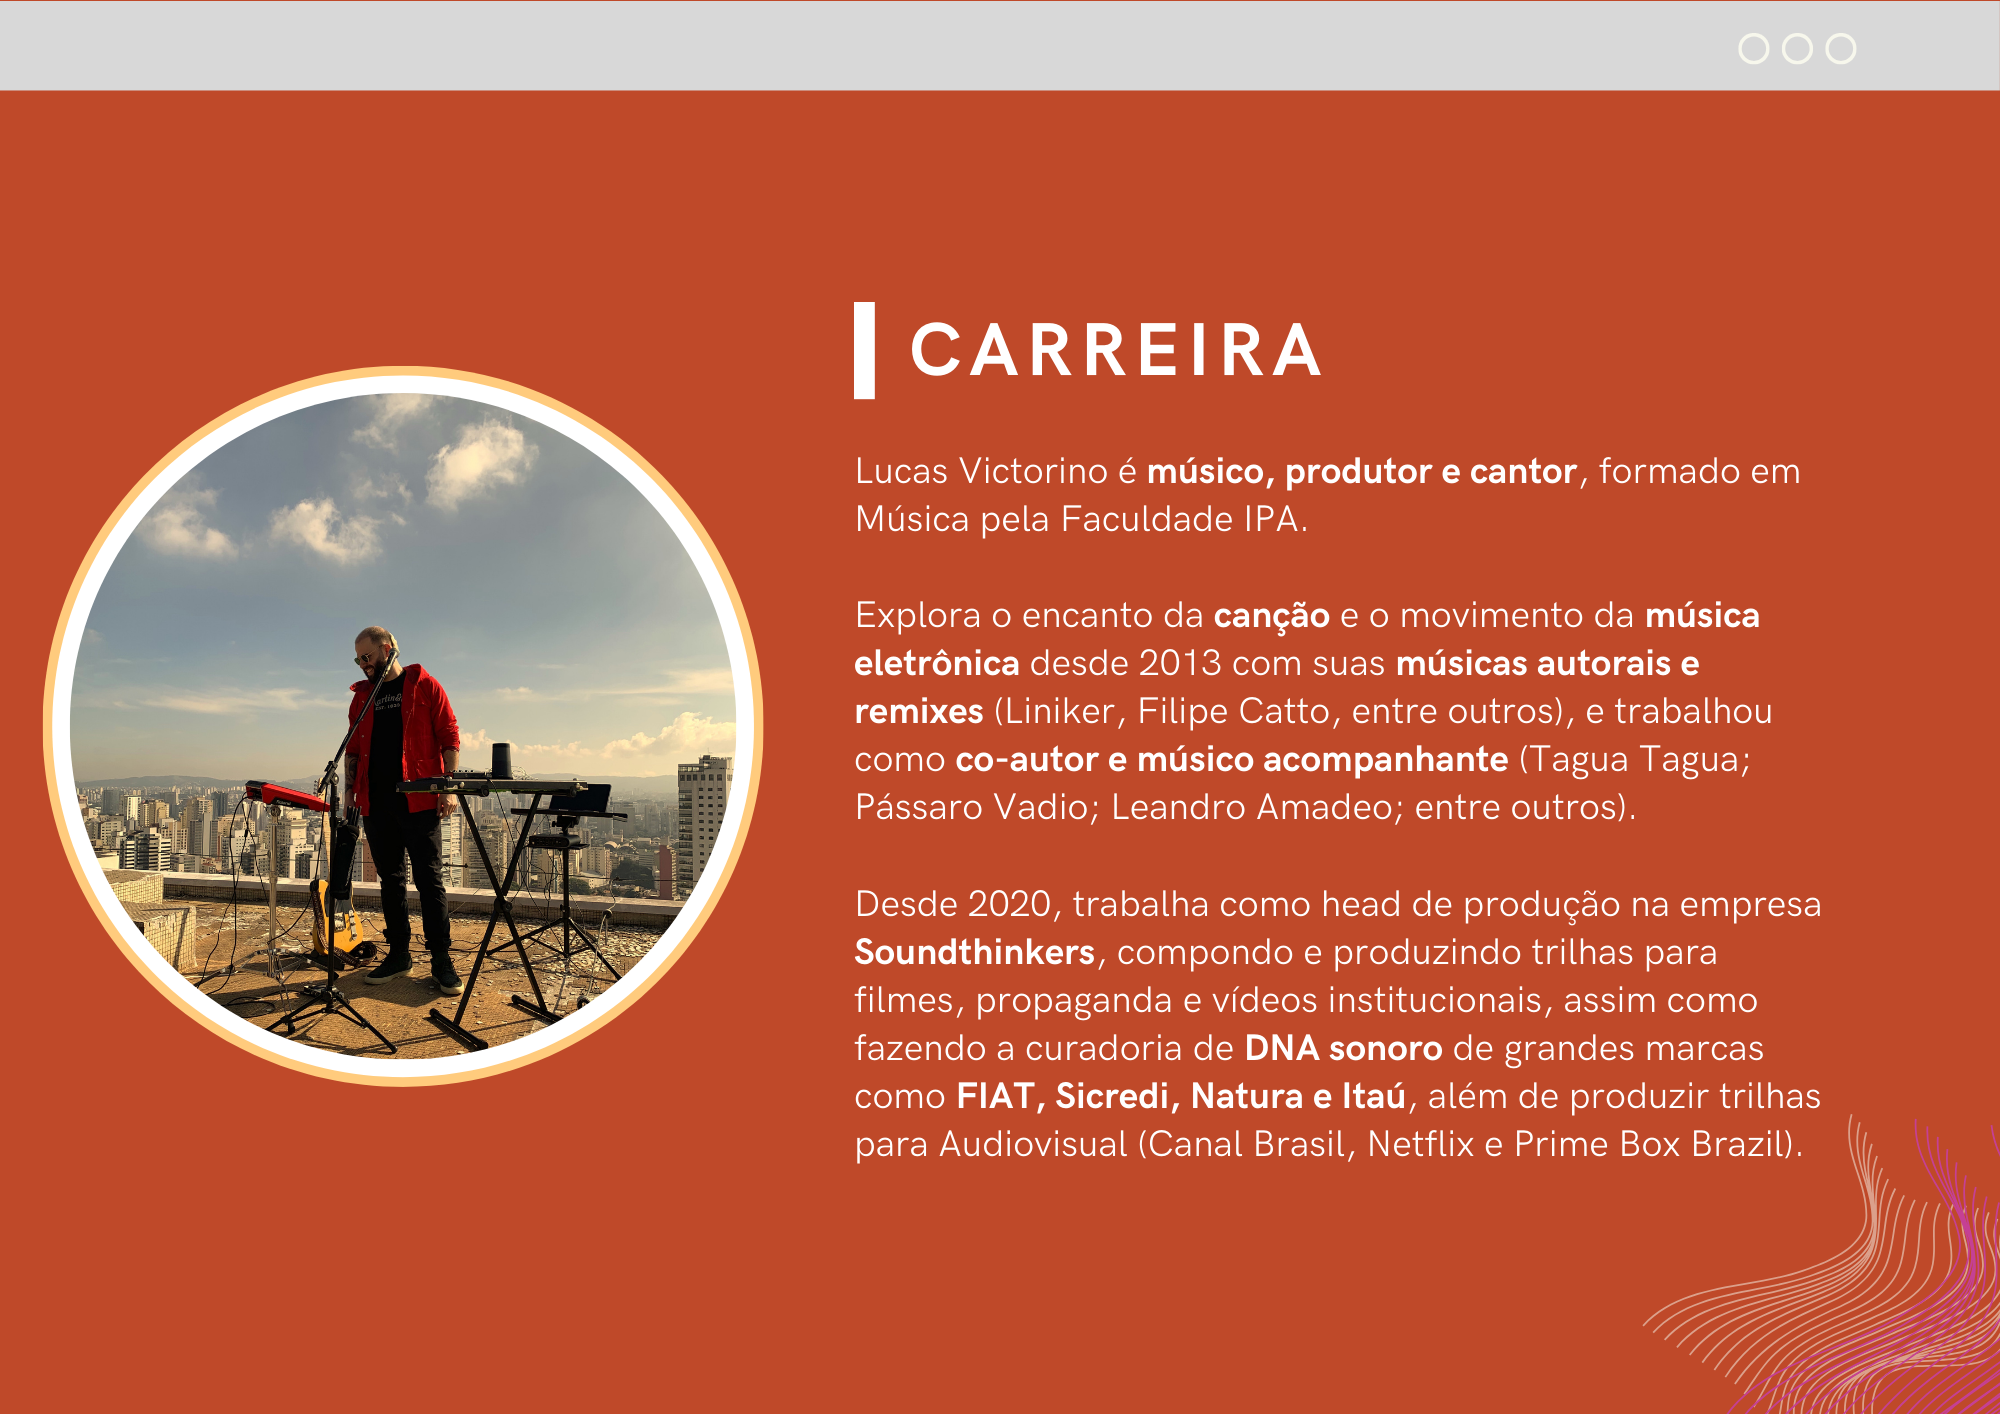 CARREIRA
Lucas Victorino é músico, produtor e cantor, formado em
Música pela Faculdade IPA.
Explora o encanto da canção e o movimento da música
eletrônica desde 2013 com suas músicas autorais e
remixes (Liniker, Filipe Catto, entre outros), e trabalhou
como co-autor e músico acompanhante (Tagua Tagua;
Pássaro Vadio; Leandro Amadeo; entre outros).
Desde 2020, trabalha como head de produção na empresa
Soundthinkers, compondo e produzindo trilhas para
filmes, propaganda e vídeos institucionais, assim como
fazendo a curadoria de DNA sonoro de grandes marcas
como FIAT, Sicredi, Natura e Itaú, além de produzir trilhas
para Audiovisual (Canal Brasil, Netflix e Prime Box Brazil).